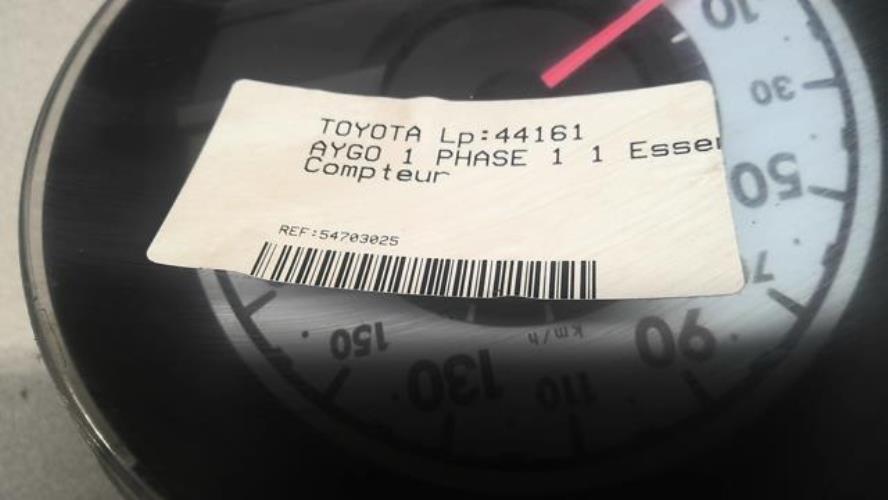 TOYOTA Lp:44161
AYGO 1 PHASE 1 1 Esse
Compteur
REF:54703025
10
30
50
90
110
130
150
km/h